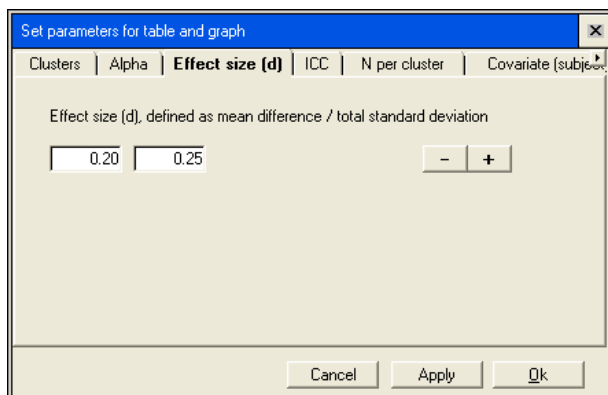 Set parameters for table and graph
Clusters Alpha Effect size (d) ICC N per cluster Covariate (subject
Effect size (d), defined as mean difference / total standard deviation
0.20 0.25 - +
Cancel Apply Ok